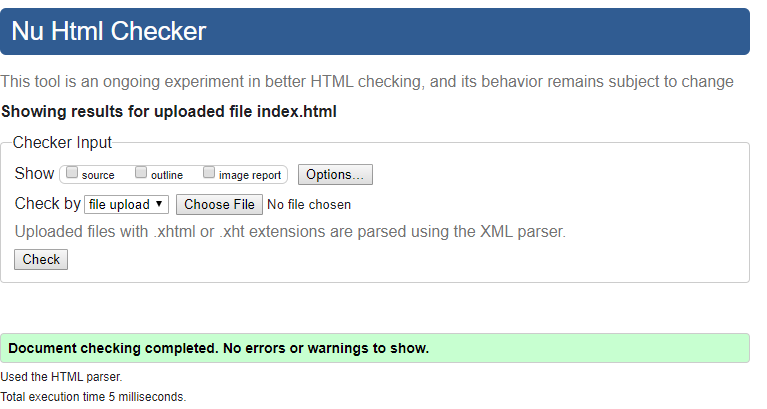 Nu Html Checker
This tool is an ongoing experiment in better HTML checking, and its behavior remains subject to change
Showing results for uploaded file index.html
Checker Input
Show source outline image report Options...
Check by file upload Choose File No file chosen
Uploaded files with .xhtml or .xht extensions are parsed using the XML parser.
Check
Document checking completed. No errors or warnings to show.
Used the HTML parser.
Total execution time 5 milliseconds.